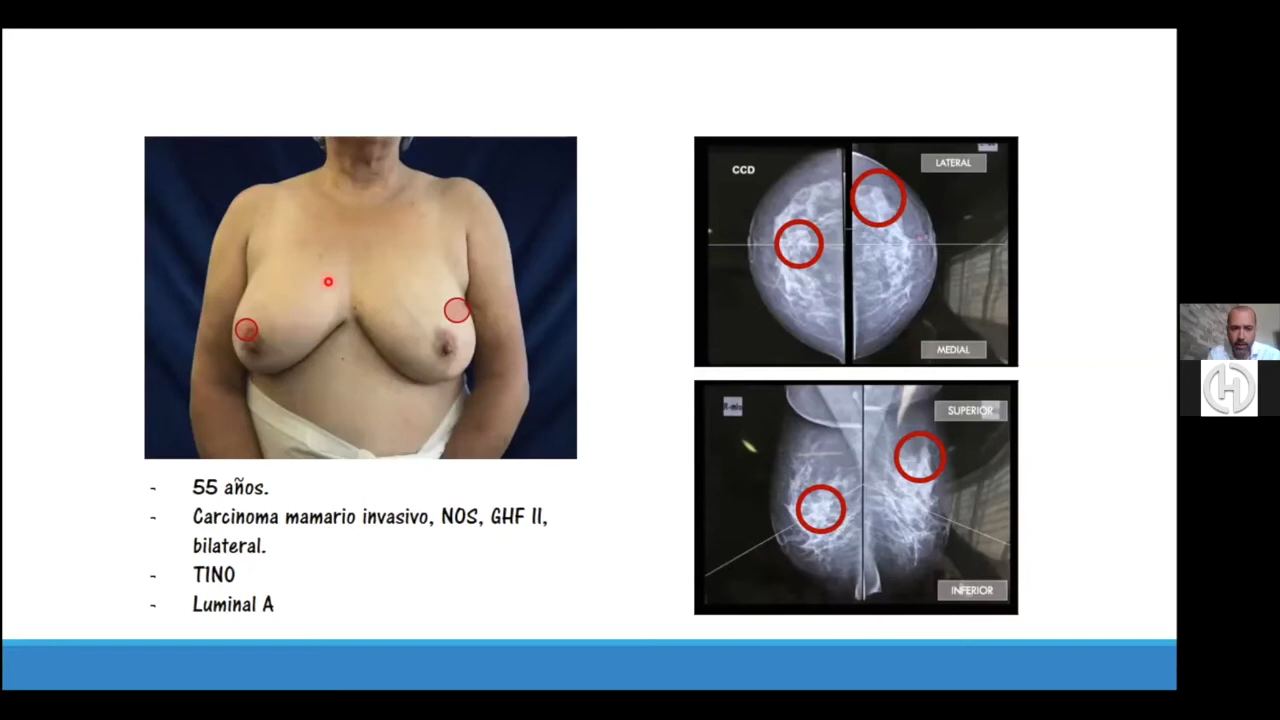 - 55 años.
- Carcinoma mamario invasivo, NOS, GHF II,
bilateral.
- T1N0
- Luminal A
CCD
LATERAL
MEDIAL
SUPERIOR
INFERIOR
H